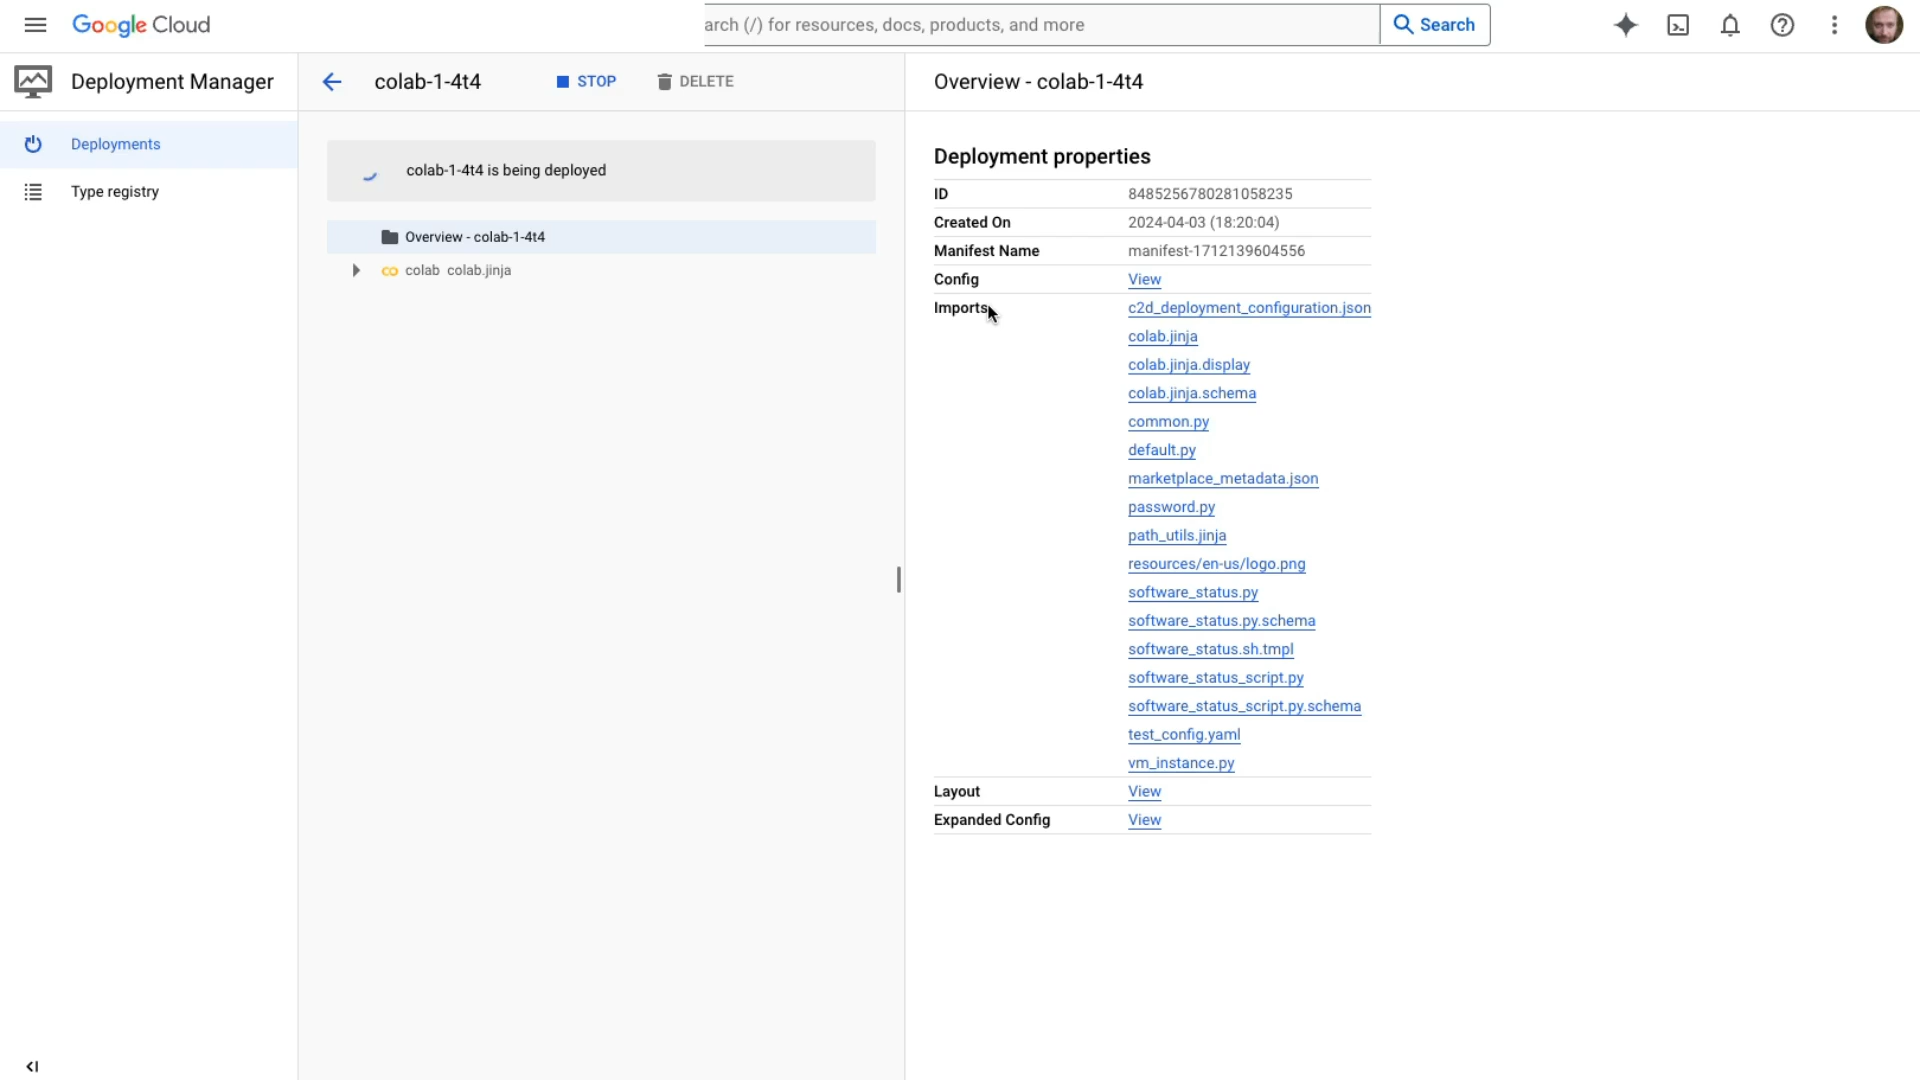 Google Cloud
arch (/) for resources, docs, products, and more
Search
Deployment Manager
colab-1-4t4
STOP
DELETE
Overview - colab-1-4t4
Deployments
Type registry
colab-1-4t4 is being deployed
Overview - colab-1-4t4
colab colab.jinja
Deployment properties
ID 8485256780281058235
Created On 2024-04-03 (18:20:04)
Manifest Name manifest-1712139604556
Config View
Imports c2d_deployment_configuration.json
colab.jinja
colab.jinja.display
colab.jinja.schema
common.py
default.py
marketplace_metadata.json
password.py
path_utils.jinja
resources/en-us/logo.png
software_status.py
software_status.py.schema
software_status.sh.tmpl
software_status_script.py
software_status_script.py.schema
test_config.yaml
vm_instance.py
Layout View
Expanded Config View